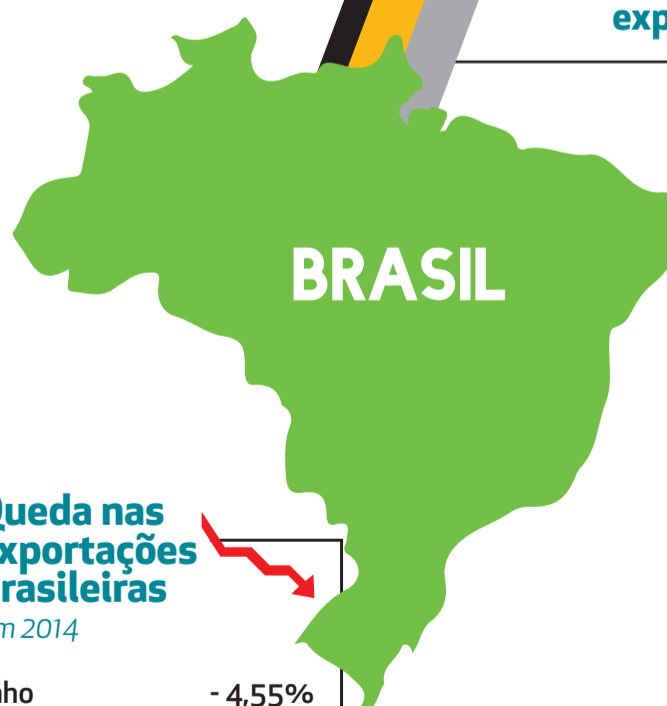 exp
BRASIL
Queda nas
xportações
rasileiras
m 2014
nho - 4,55%